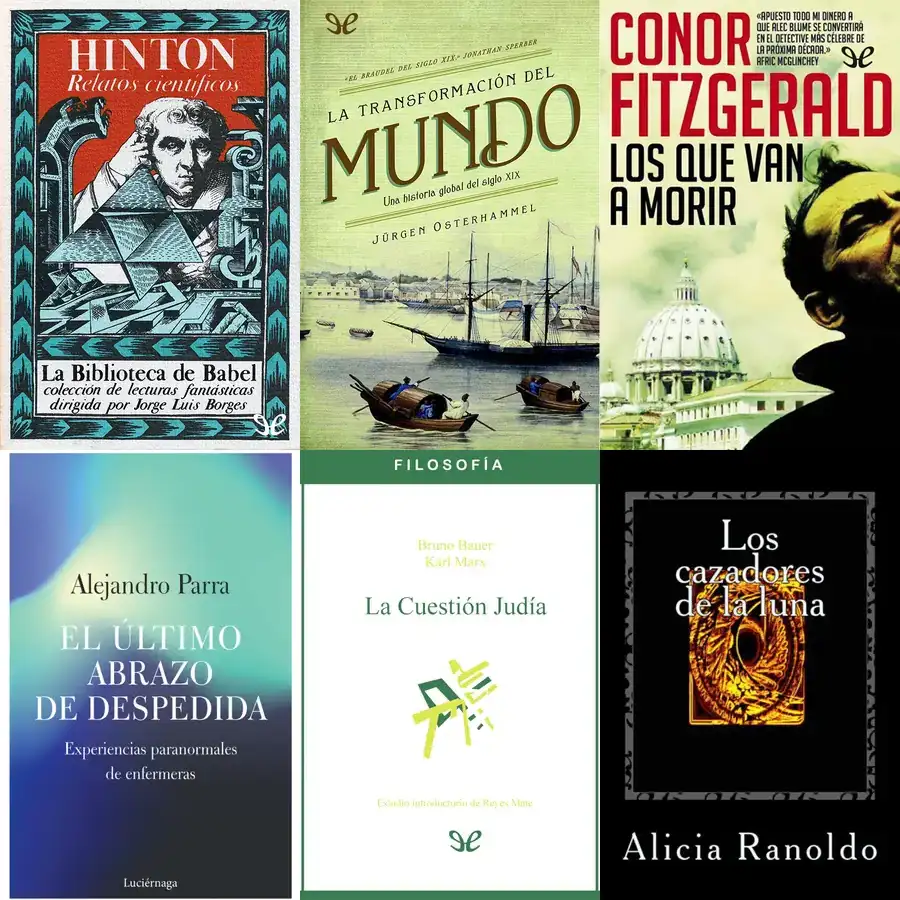 HINTON
Relatos científicos
La Biblioteca de Babel
colección de lecturas fantásticas
dirigida por Jorge Luis Borges
«EL BRAUDEL DEL SIGLO XIX» JONATHAN SPERBER
LA TRANSFORMACIÓN DEL
MUNDO
Una historia global del siglo XIX
JÜRGEN OSTERHAMMEL
CONOR
FITZGERALD
«APUESTO TODO MI DINERO A
QUE ALEC BLUME SE CONVERTIRÁ
EN EL DETECTIVE MÁS CÉLEBRE DE
LA PRÓXIMA DÉCADA.»
AFRIC MCGLINCHEY
LOS QUE VAN
A MORIR
Alejandro Parra
EL ÚLTIMO
ABRAZO
DE DESPEDIDA
Experiencias paranormales
de enfermeras
Luciérnaga
FILOSOFÍA
Bruno Bauer
Karl Marx
La Cuestión Judía
Estudio introductorio de Reyes Mate
Los
cazadores
de la luna
Alicia Ranoldo